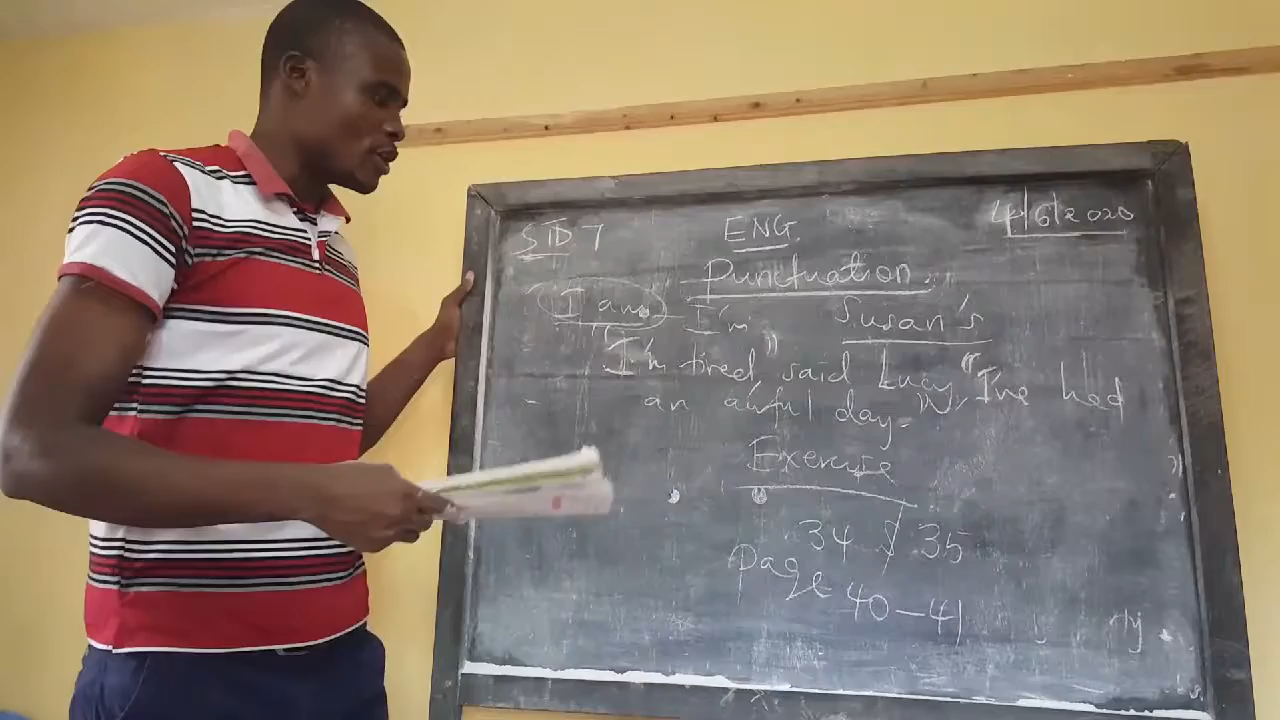 STD 7 ENG 4/6/2020
Punctuation
I am - I'm Susan's
"I'm tired" said Lucy "I've had
an awful day."
Exercise
34 & 35
page 40-41